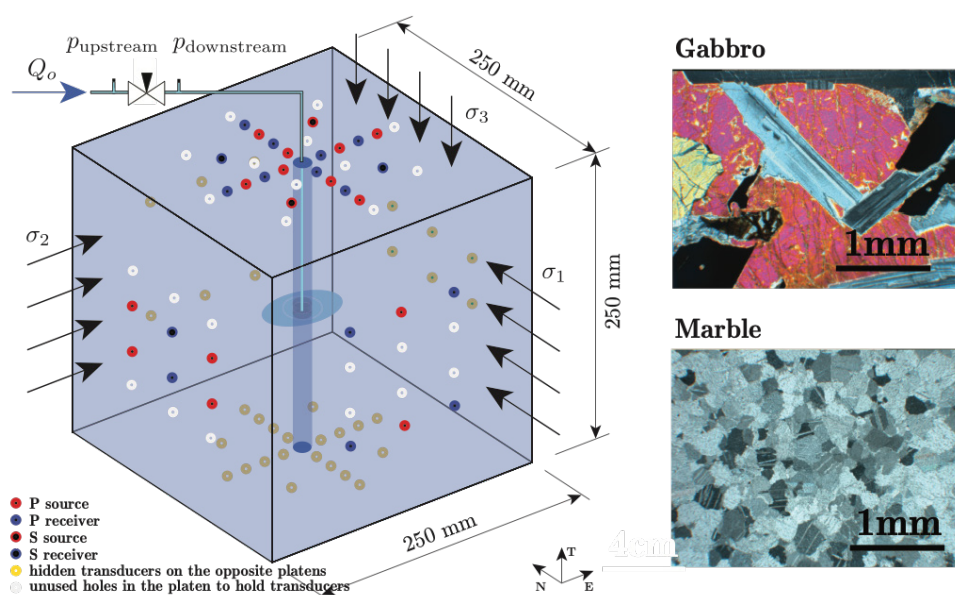 p_upstream
p_downstream
Q_o
250 mm
σ_3
σ_2
σ_1
250 mm
250 mm
P source
P receiver
S source
S receiver
hidden transducers on the opposite platens
unused holes in the platen to hold transducers
T
N
E
4cm
Gabbro
1mm
Marble
1mm